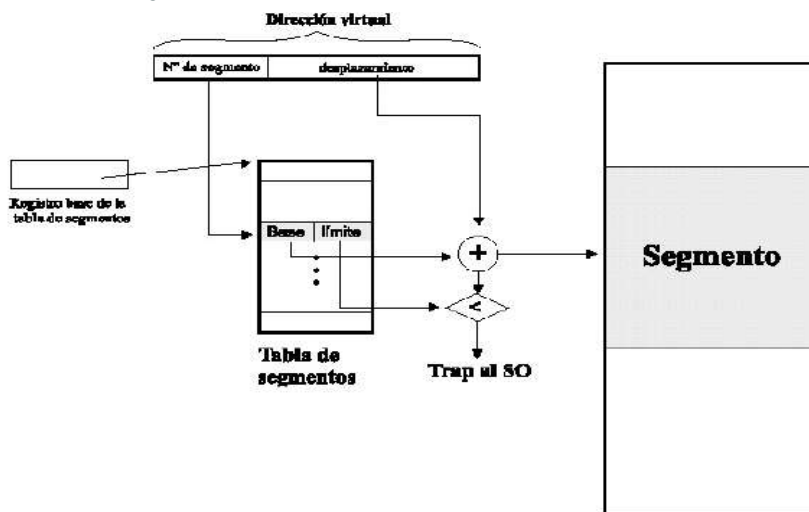 Dirección virtual
Nº de segmento
desplazamiento
Registro base de la
tabla de segmentos
Base
límite
+
<
Tabla de
segmentos
Trap al SO
Segmento